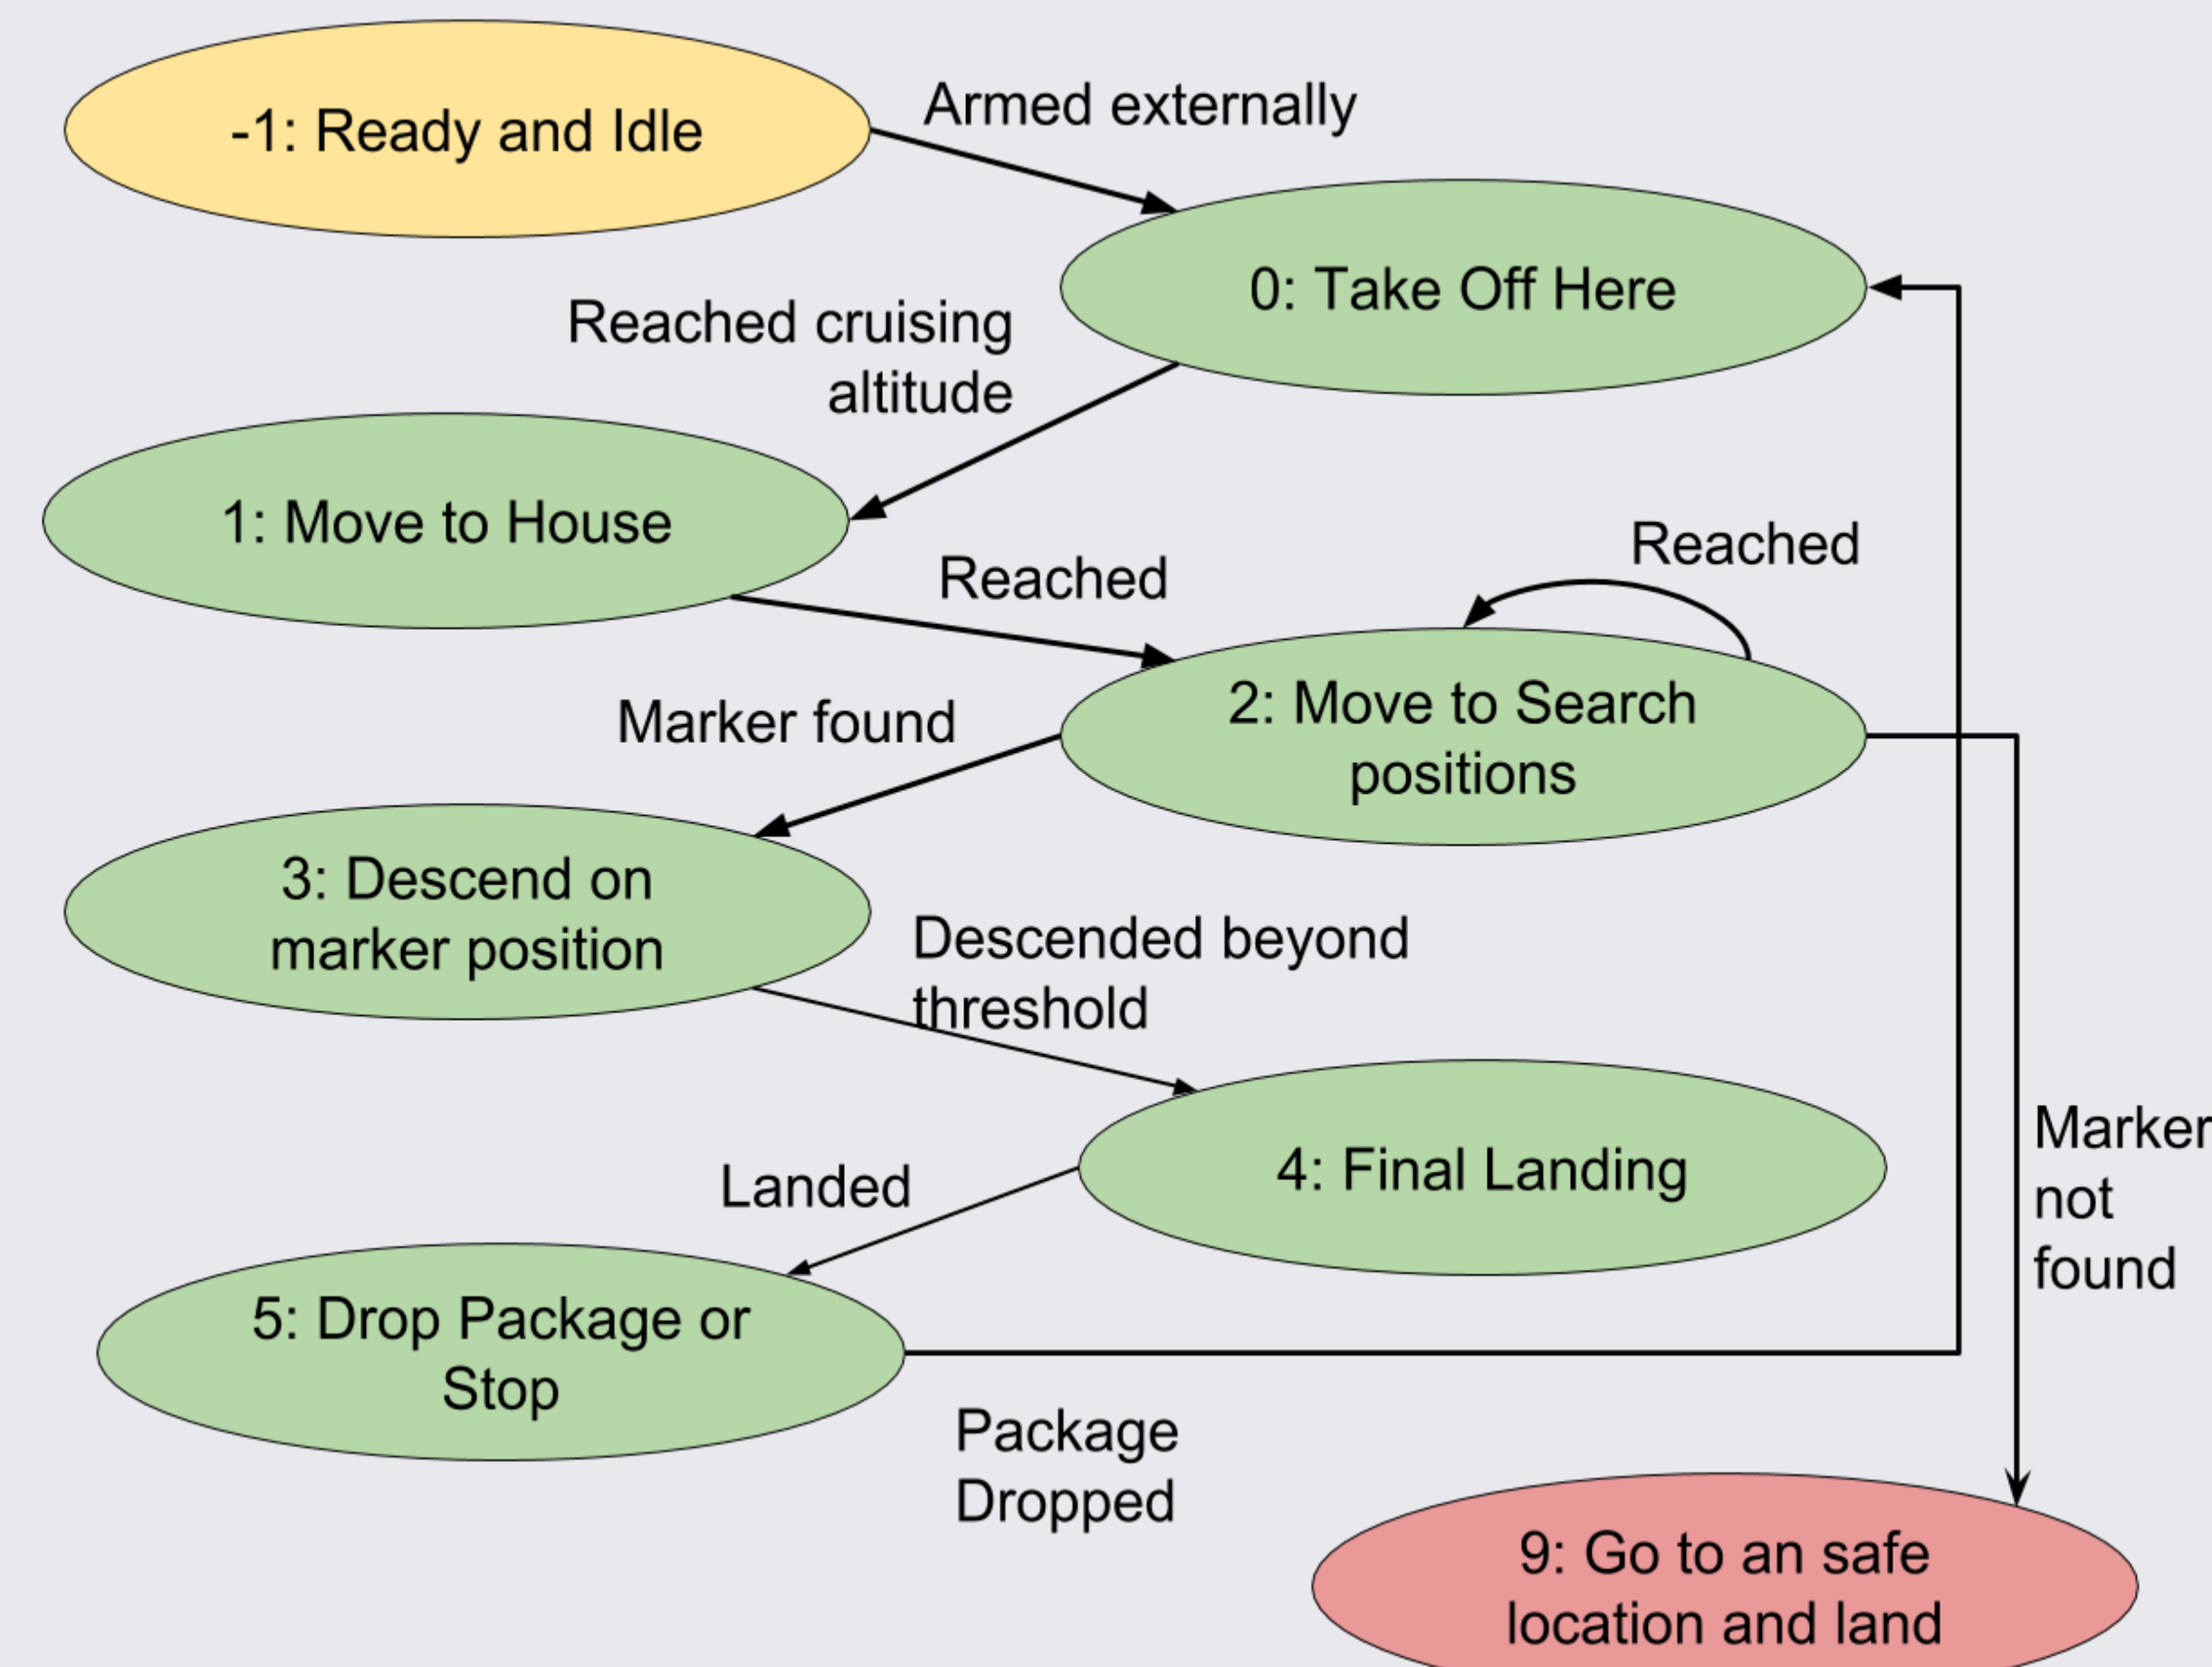 -1: Ready and Idle
Armed externally
0: Take Off Here
Reached cruising
altitude
1: Move to House
Reached
Reached
2: Move to Search
positions
Marker found
3: Descend on
marker position
Descended beyond
threshold
4: Final Landing
Marker
not
found
Landed
5: Drop Package or
Stop
Package
Dropped
9: Go to an safe
location and land